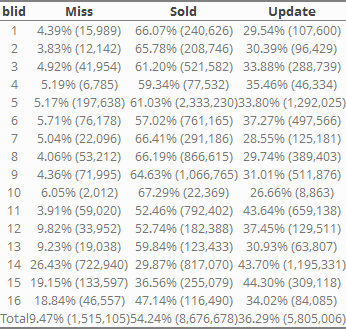 blid Miss Sold Update
1 4.39% (15,989) 66.07% (240,626) 29.54% (107,600)
2 3.83% (12,142) 65.78% (208,746) 30.39% (96,429)
3 4.92% (41,954) 61.20% (521,582) 33.88% (288,739)
4 5.19% (6,785) 59.34% (77,532) 35.46% (46,334)
5 5.17% (197,638) 61.03% (2,333,230) 33.80% (1,292,025)
6 5.71% (76,178) 57.02% (761,165) 37.27% (497,566)
7 5.04% (22,096) 66.41% (291,186) 28.55% (125,181)
8 4.06% (53,212) 66.19% (866,615) 29.74% (389,403)
9 4.36% (71,995) 64.63% (1,066,765) 31.01% (511,876)
10 6.05% (2,012) 67.29% (22,369) 26.66% (8,863)
11 3.91% (59,020) 52.46% (792,402) 43.64% (659,138)
12 9.82% (33,952) 52.74% (182,388) 37.45% (129,511)
13 9.23% (19,038) 59.84% (123,433) 30.93% (63,807)
14 26.43% (722,940) 29.87% (817,070) 43.70% (1,195,331)
15 19.15% (133,597) 36.56% (255,079) 44.30% (309,118)
16 18.84% (46,557) 47.14% (116,490) 34.02% (84,085)
Total 9.47% (1,515,105) 54.24% (8,676,678) 36.29% (5,805,006)